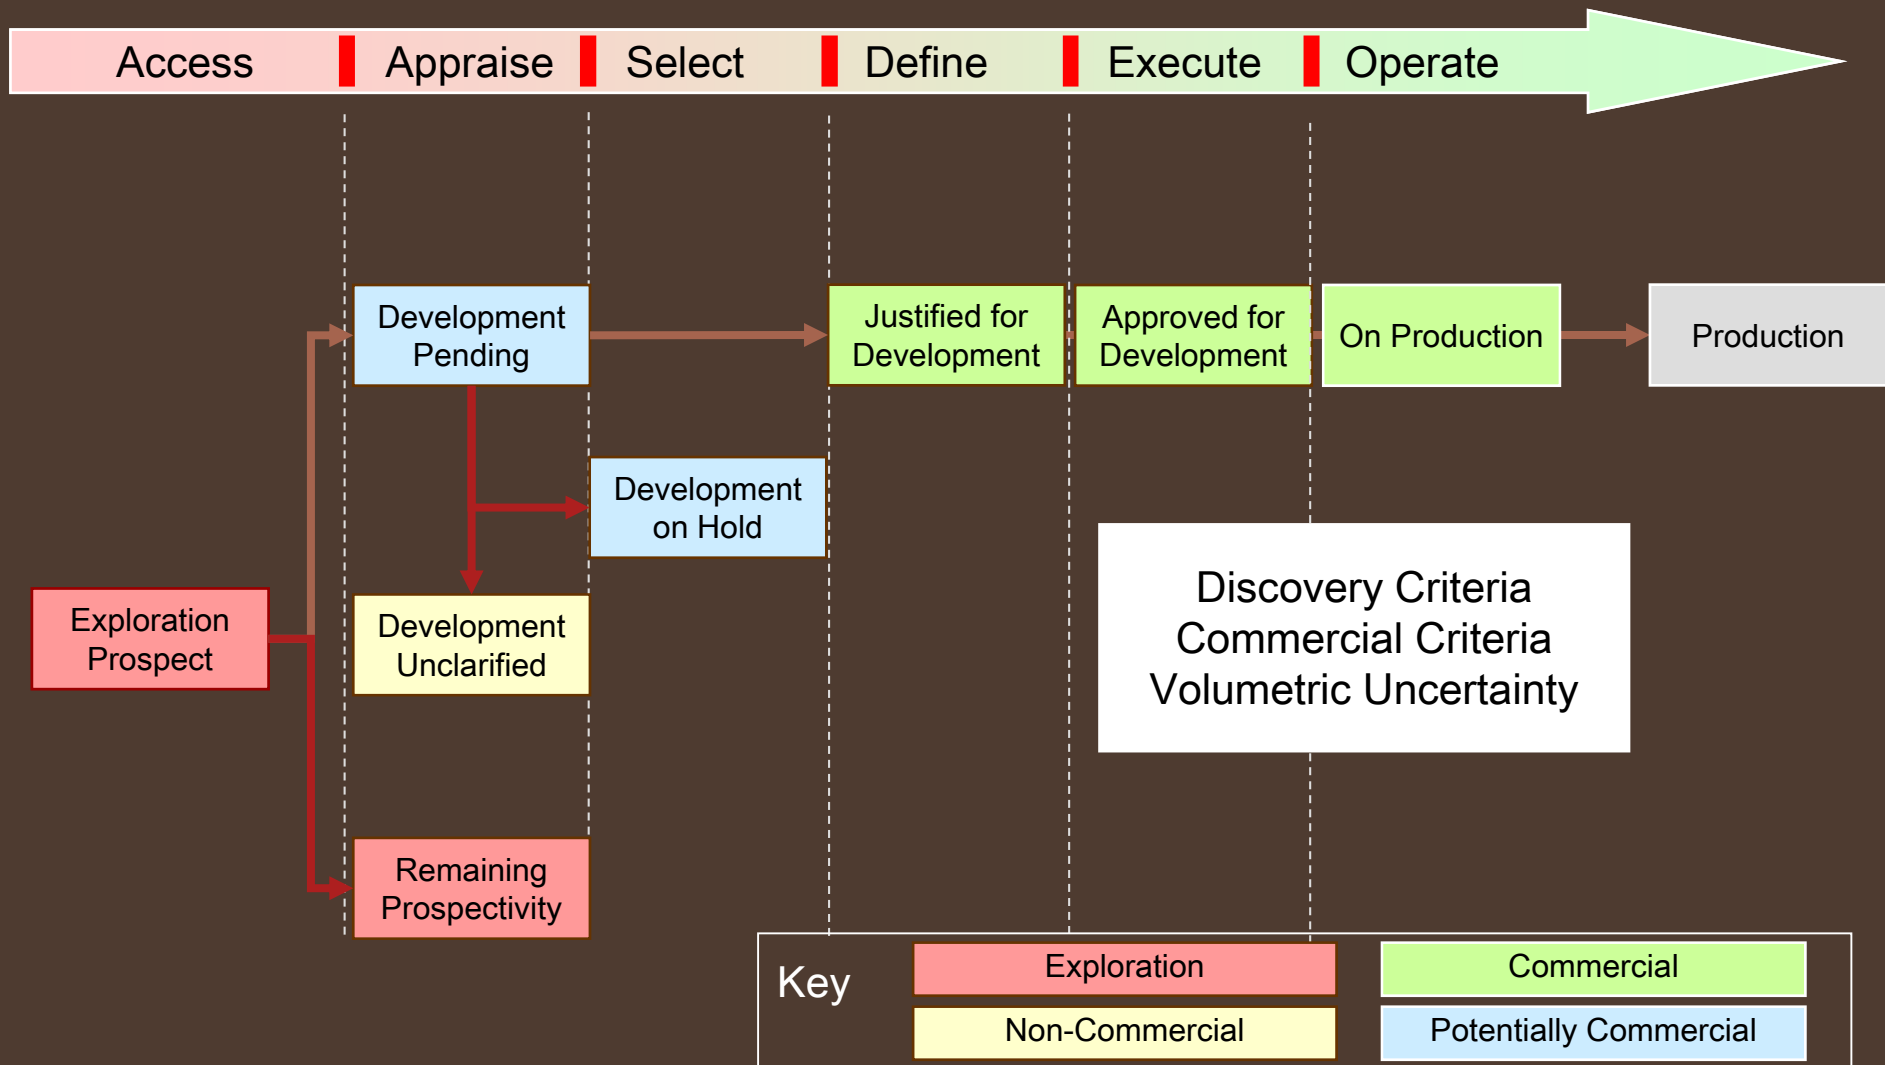 Access
Appraise
Select
Define
Execute
Operate
Development
Pending
Justified for
Development
Approved for
Development
On Production
Production
Development
on Hold
Exploration
Prospect
Development
Unclarified
Discovery Criteria
Commercial Criteria
Volumetric Uncertainty
Remaining
Prospectivity
Key
Exploration
Commercial
Non-Commercial
Potentially Commercial